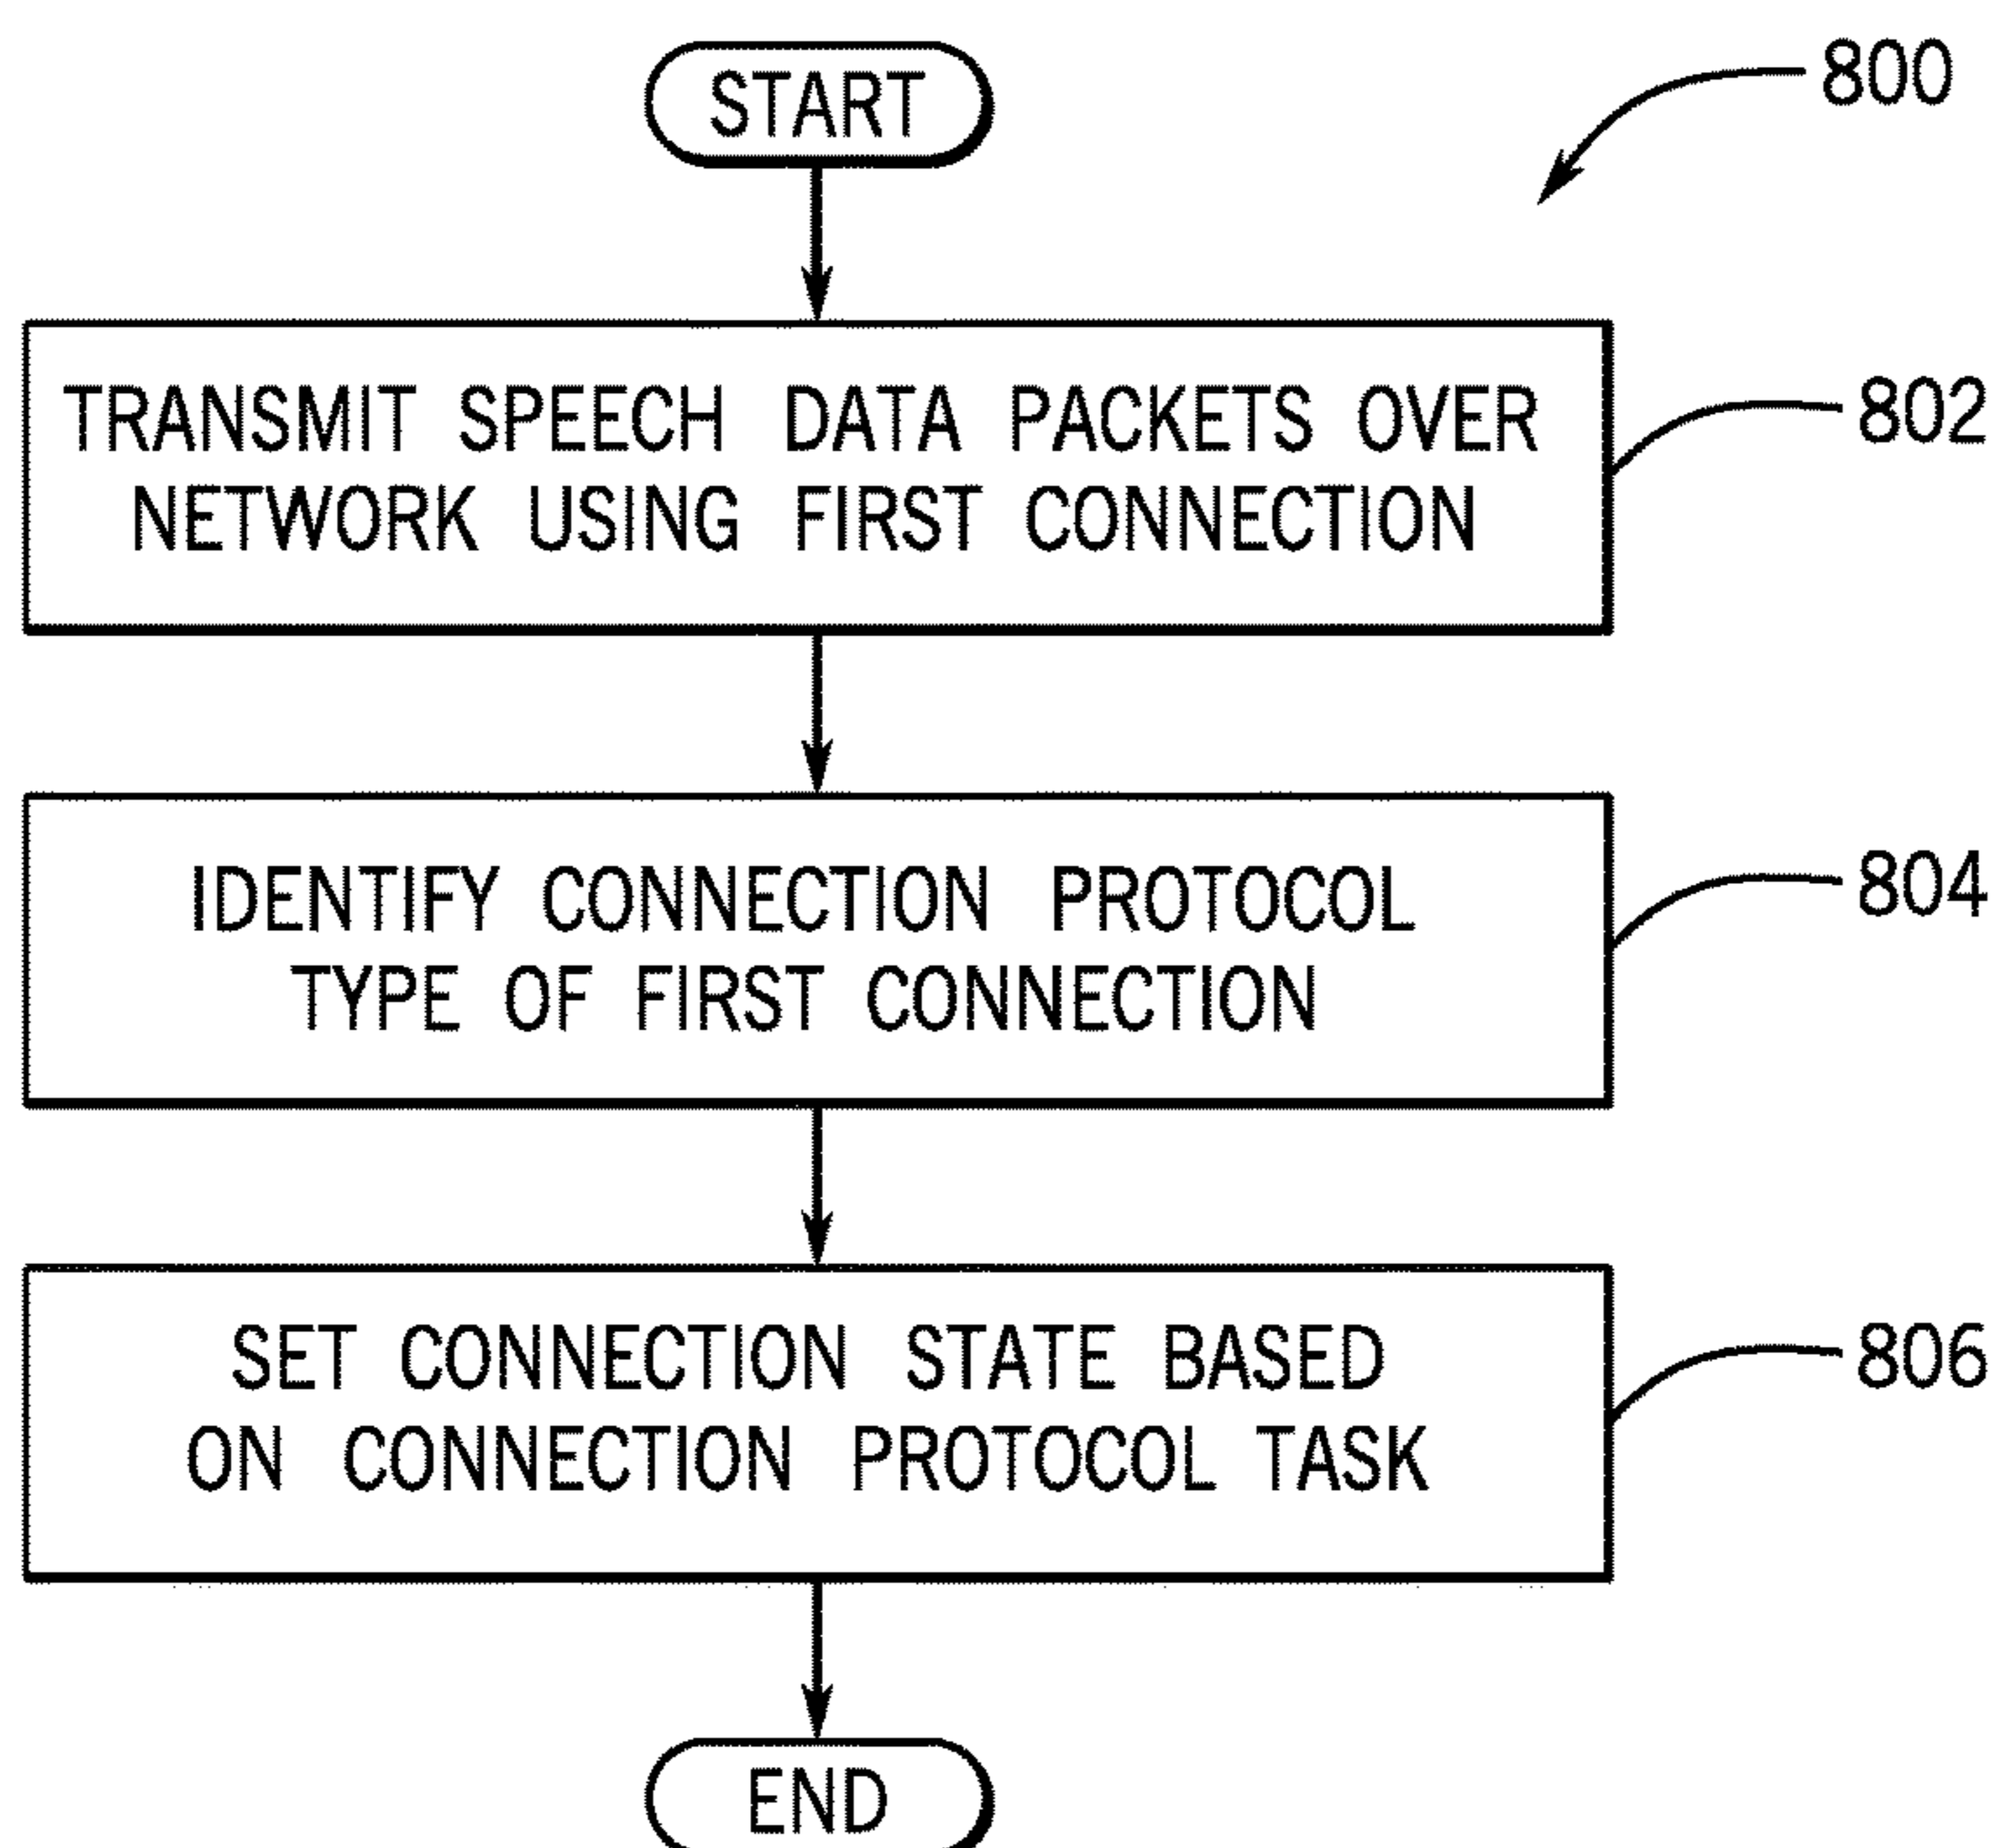 START
800
TRANSMIT SPEECH DATA PACKETS OVER
NETWORK USING FIRST CONNECTION
802
IDENTIFY CONNECTION PROTOCOL
TYPE OF FIRST CONNECTION
804
SET CONNECTION STATE BASED
ON CONNECTION PROTOCOL TASK
806
END